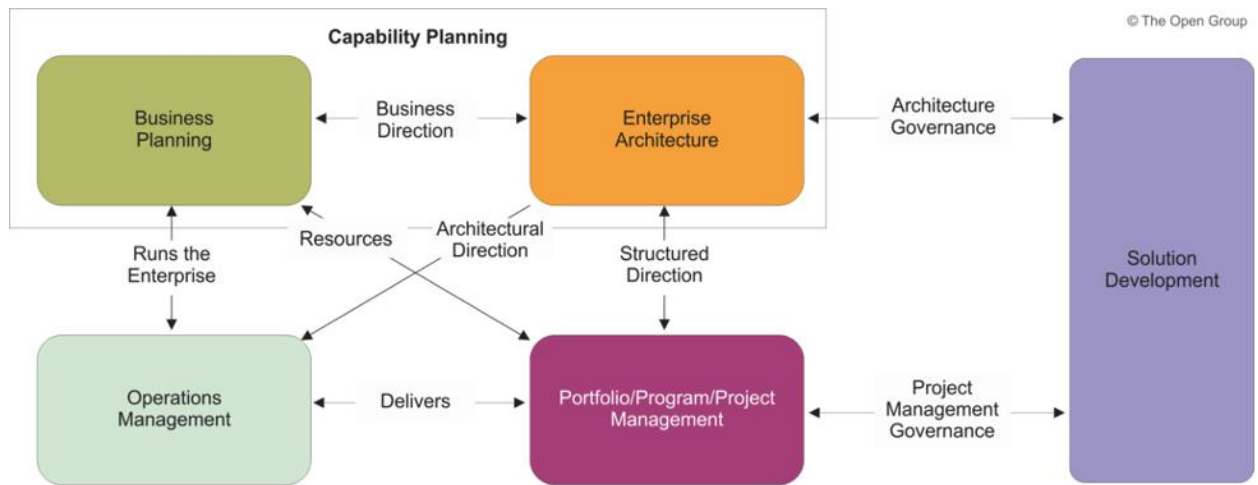 © The Open Group
Capability Planning
Business
Planning
Business
Direction
Enterprise
Architecture
Architecture
Governance
Runs the
Enterprise
Resources
Architectural
Direction
Structured
Direction
Solution
Development
Operations
Management
Delivers
Portfolio/Program/Project
Management
Project
Management
Governance